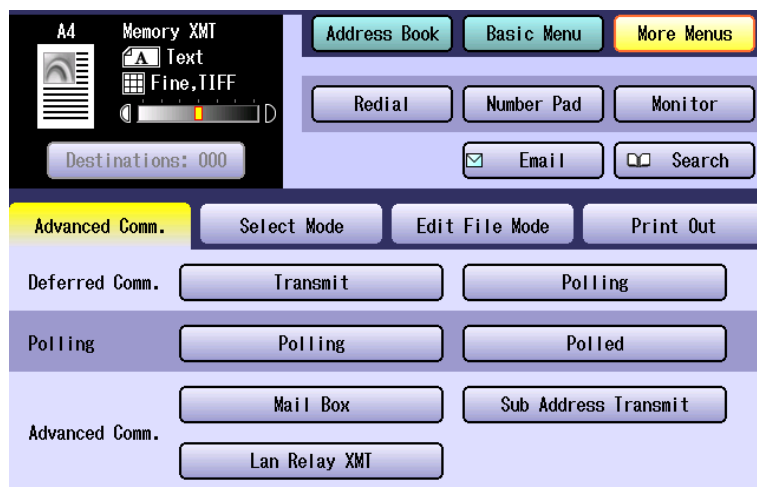 A4 Memory XMT Address Book Basic Menu More Menus
A Text
Fine,TIFF
Redial Number Pad Monitor
Destinations: 000 Email Search
Advanced Comm. Select Mode Edit File Mode Print Out
Deferred Comm. Transmit Polling
Polling Polling Polled
Mail Box Sub Address Transmit
Advanced Comm.
Lan Relay XMT